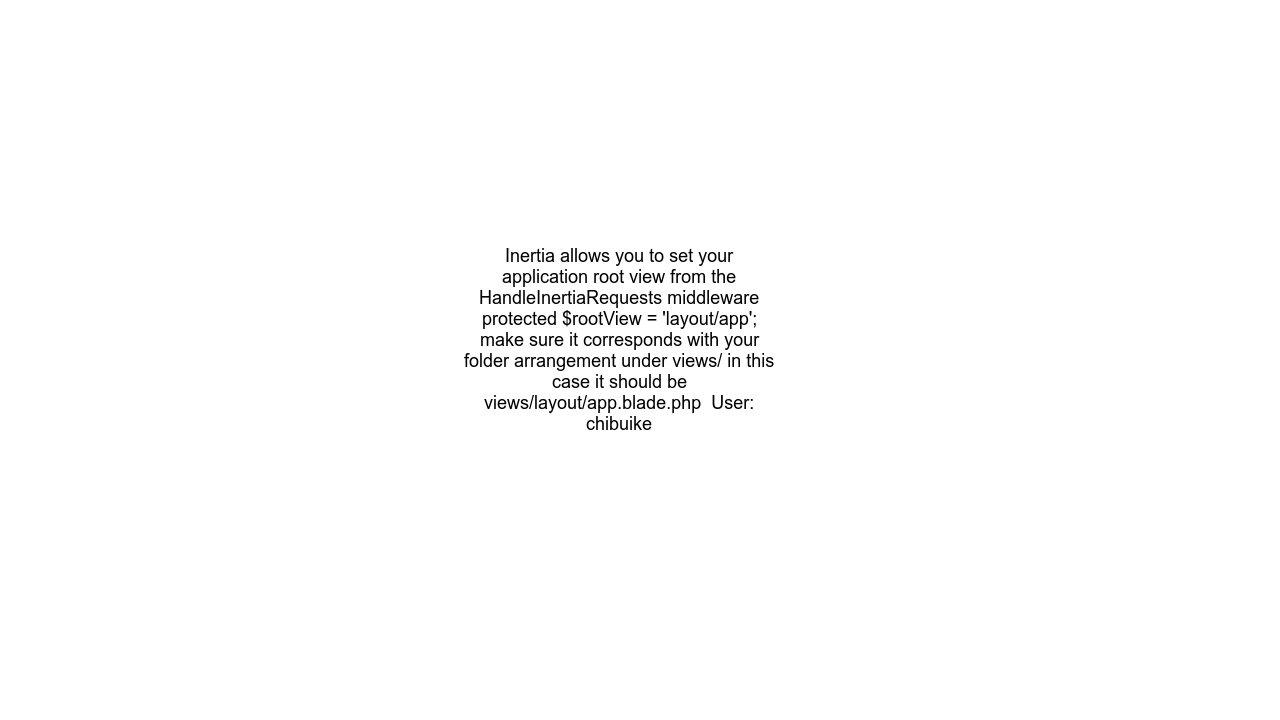 Inertia allows you to set your
application root view from the
HandleInertiaRequests middleware
protected $rootView = 'layout/app';
make sure it corresponds with your
folder arrangement under views/ in this
case it should be
views/layout/app.blade.php  User:
chibuike